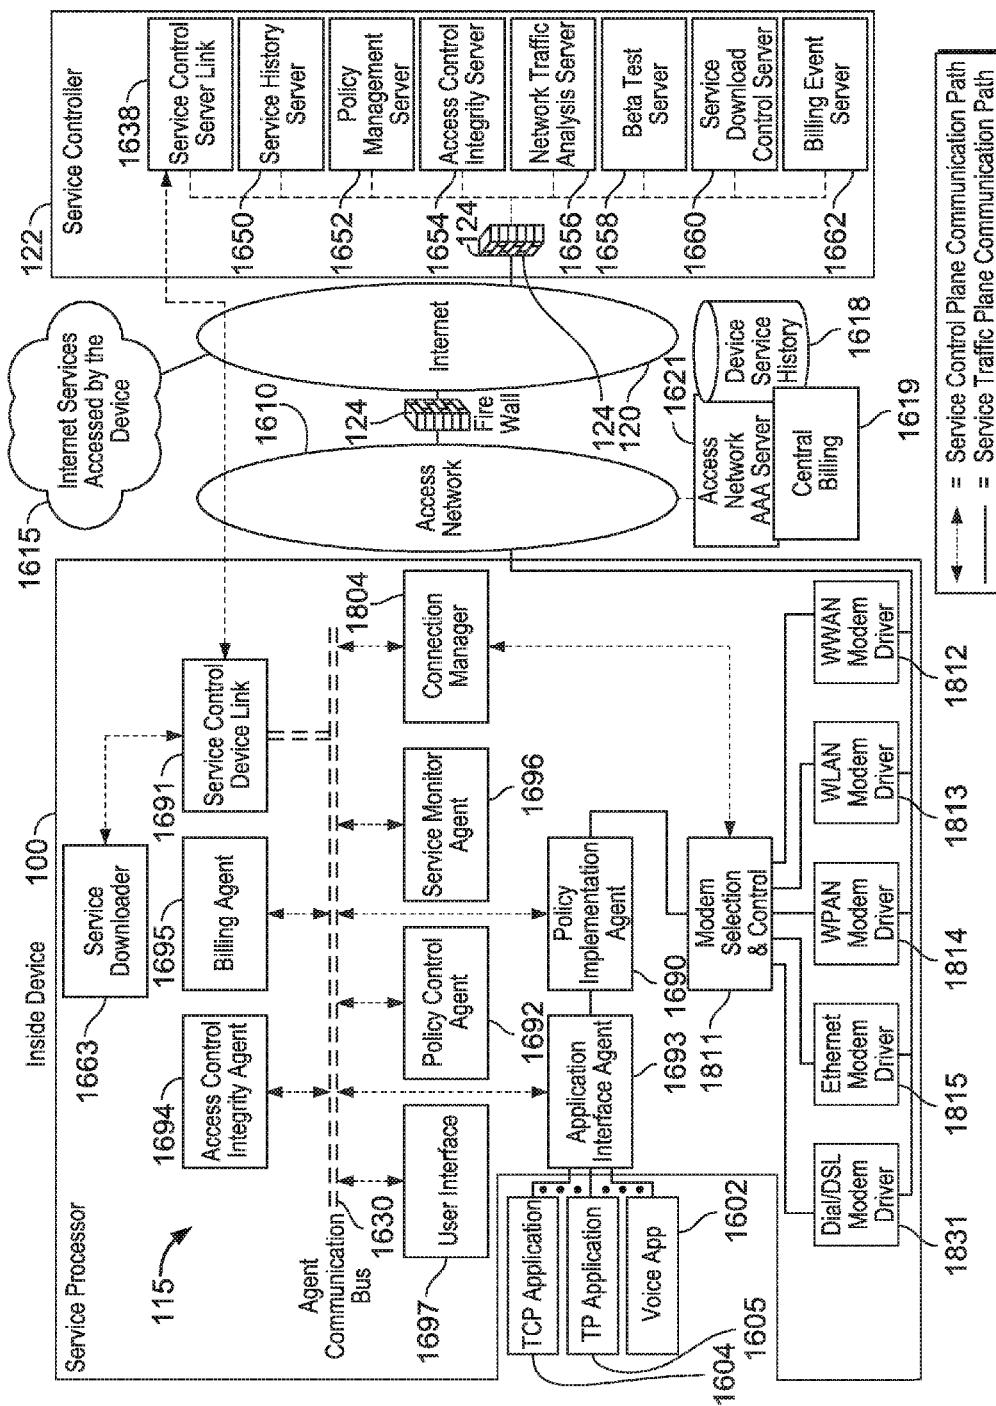 Inside Device
100
Service Processor
115
Service
Downloader
1663
Access Control
Integrity Agent
1694
Billing Agent
1695
Service Control
Device Link
1691
Agent
Communication
Bus
1630
User Interface
1697
Policy Control
Agent
1692
Service Monitor
Agent
1696
Connection
Manager
1804
TCP Application
1604
TP Application
1605
Voice App
1602
Application
Interface Agent
1693
Policy
Implementation
Agent
1690
Modem
Selection
& Control
1811
Dial/DSL
Modem
Driver
1831
Ethernet
Modem
Driver
1815
WPAN
Modem
Driver
1814
WLAN
Modem
Driver
1813
WWAN
Modem
Driver
1812
Internet Services
Accessed by the
Device
1615
Access
Network
1610
124
Fire
Wall
Internet
120
124
Access
Network
AAA Server
1621
Device
Service
History
1618
Central
Billing
1619
122
Service Controller
Service Control
Server Link
1638
Service History
Server
1650
Policy
Management
Server
1652
Access Control
Integrity Server
1654
124
Network Traffic
Analysis Server
1656
Beta Test
Server
1658
Service
Download
Control Server
1660
Billing Event
Server
1662
= Service Control Plane Communication Path
= Service Traffic Plane Communication Path